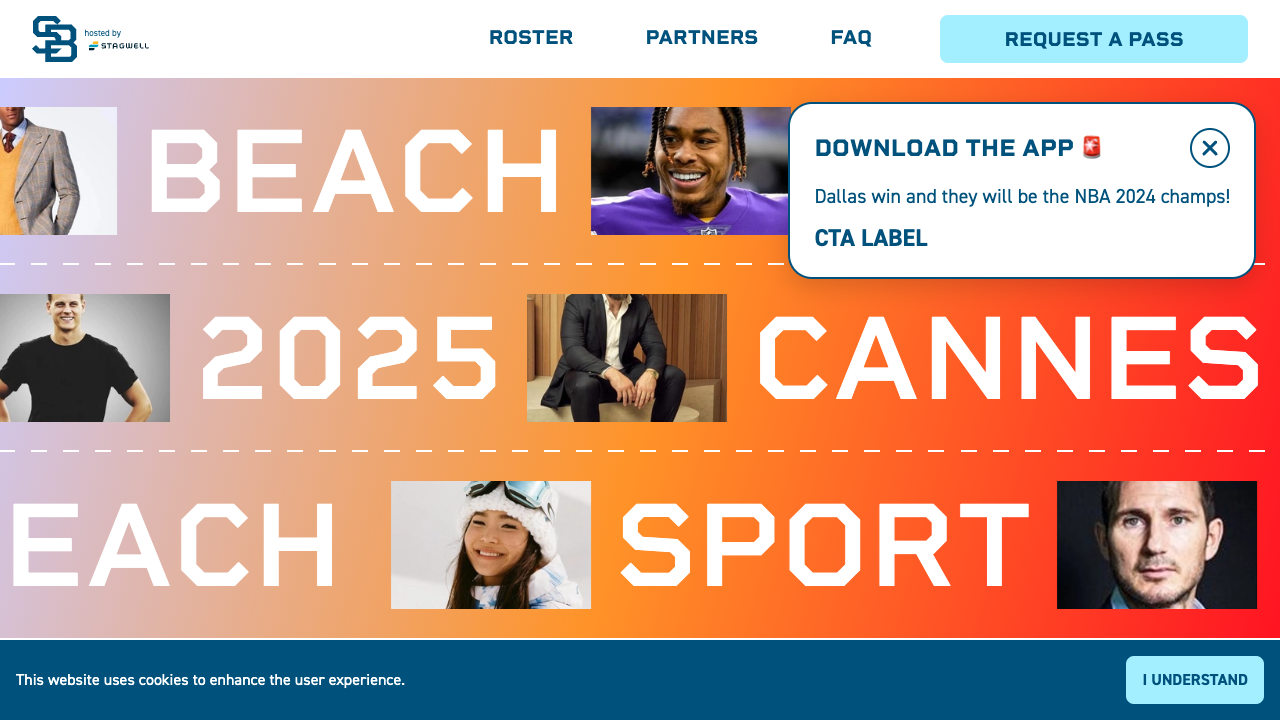 SB
hosted by
STAGWELL
ROSTER
PARTNERS
FAQ
REQUEST A PASS
BEACH
DOWNLOAD THE APP 🚨
Dallas win and they will be the NBA 2024 champs!
CTA LABEL
2025
CANNES
EACH
SPORT
This website uses cookies to enhance the user experience.
I UNDERSTAND